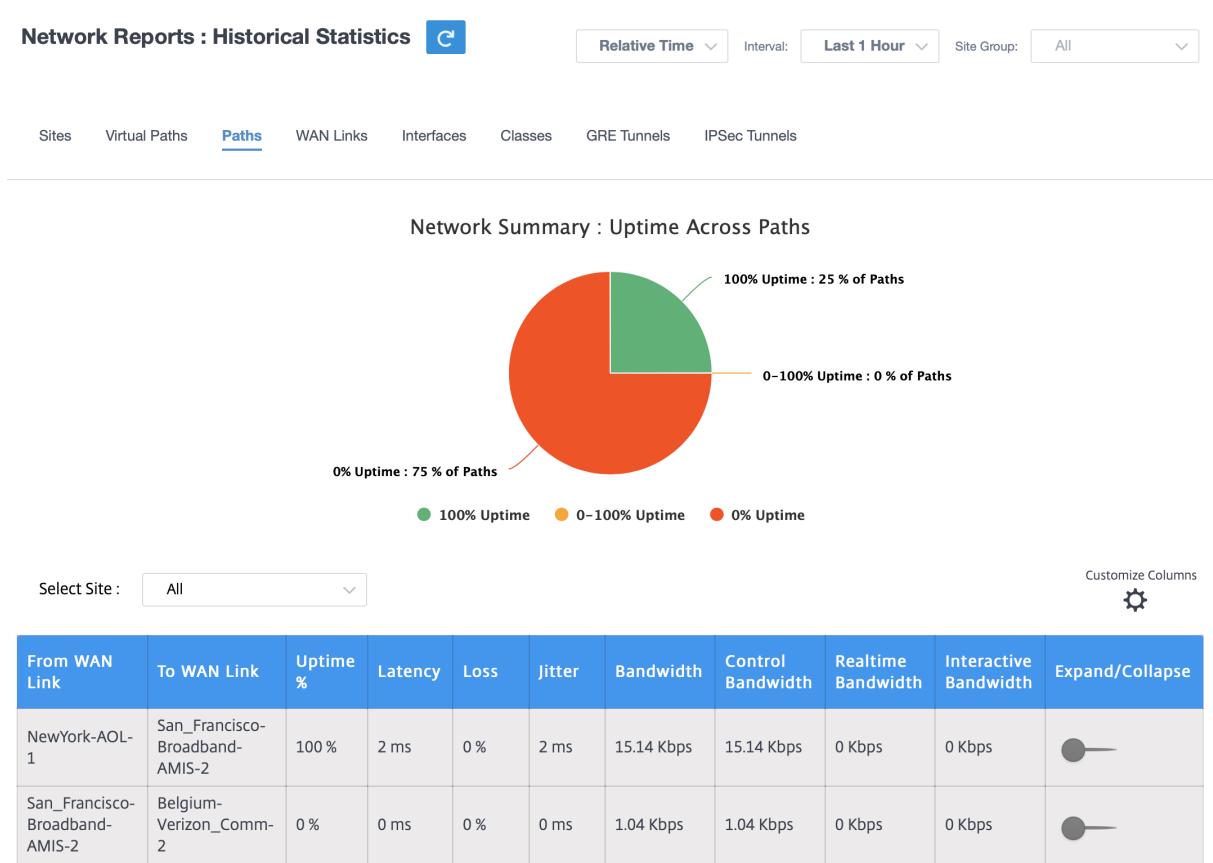 Network Reports : Historical Statistics
Relative Time
Interval:
Last 1 Hour
Site Group:
All
Sites
Virtual Paths
Paths
WAN Links
Interfaces
Classes
GRE Tunnels
IPSec Tunnels
Network Summary : Uptime Across Paths
100% Uptime : 25 % of Paths
0–100% Uptime : 0 % of Paths
0% Uptime : 75 % of Paths
100% Uptime
0–100% Uptime
0% Uptime
Select Site :
All
Customize Columns
From WAN
Link
To WAN Link
Uptime
%
Latency
Loss
Jitter
Bandwidth
Control
Bandwidth
Realtime
Bandwidth
Interactive
Bandwidth
Expand/Collapse
NewYork-AOL-
1
San_Francisco-
Broadband-
AMIS-2
100 %
2 ms
0 %
2 ms
15.14 Kbps
15.14 Kbps
0 Kbps
0 Kbps
San_Francisco-
Broadband-
AMIS-2
Belgium-
Verizon_Comm-
2
0 %
0 ms
0 %
0 ms
1.04 Kbps
1.04 Kbps
0 Kbps
0 Kbps